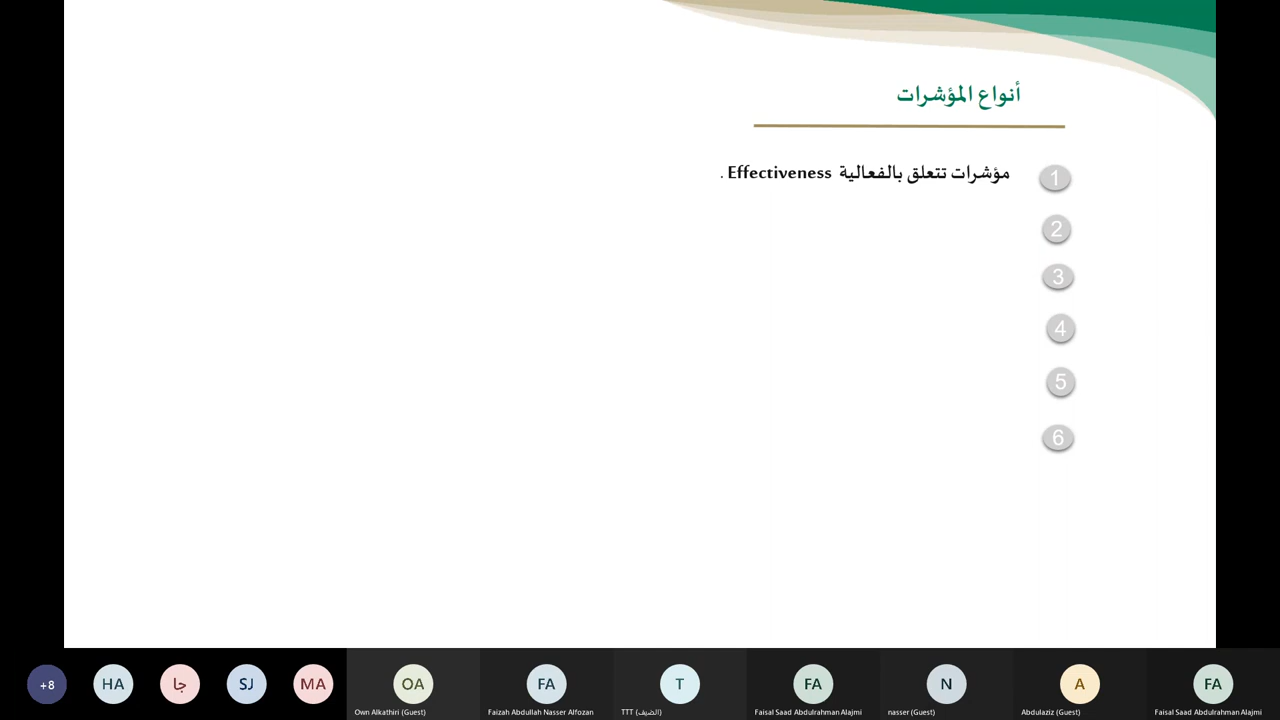 أنواع المؤشرات
1 مؤشرات تتعلق بالفعالية Effectiveness .
2
3
4
5
6
+8
HA
جا
SJ
MA
OA
FA
T
FA
N
A
FA
Own Alkathiri (Guest)
Faizah Abdullah Nasser Alfozan
TTT (الضيف)
Faisal Saad Abdulrahman Alajmi
nasser (Guest)
Abdulaziz (Guest)
Faisal Saad Abdulrahman Alajmi